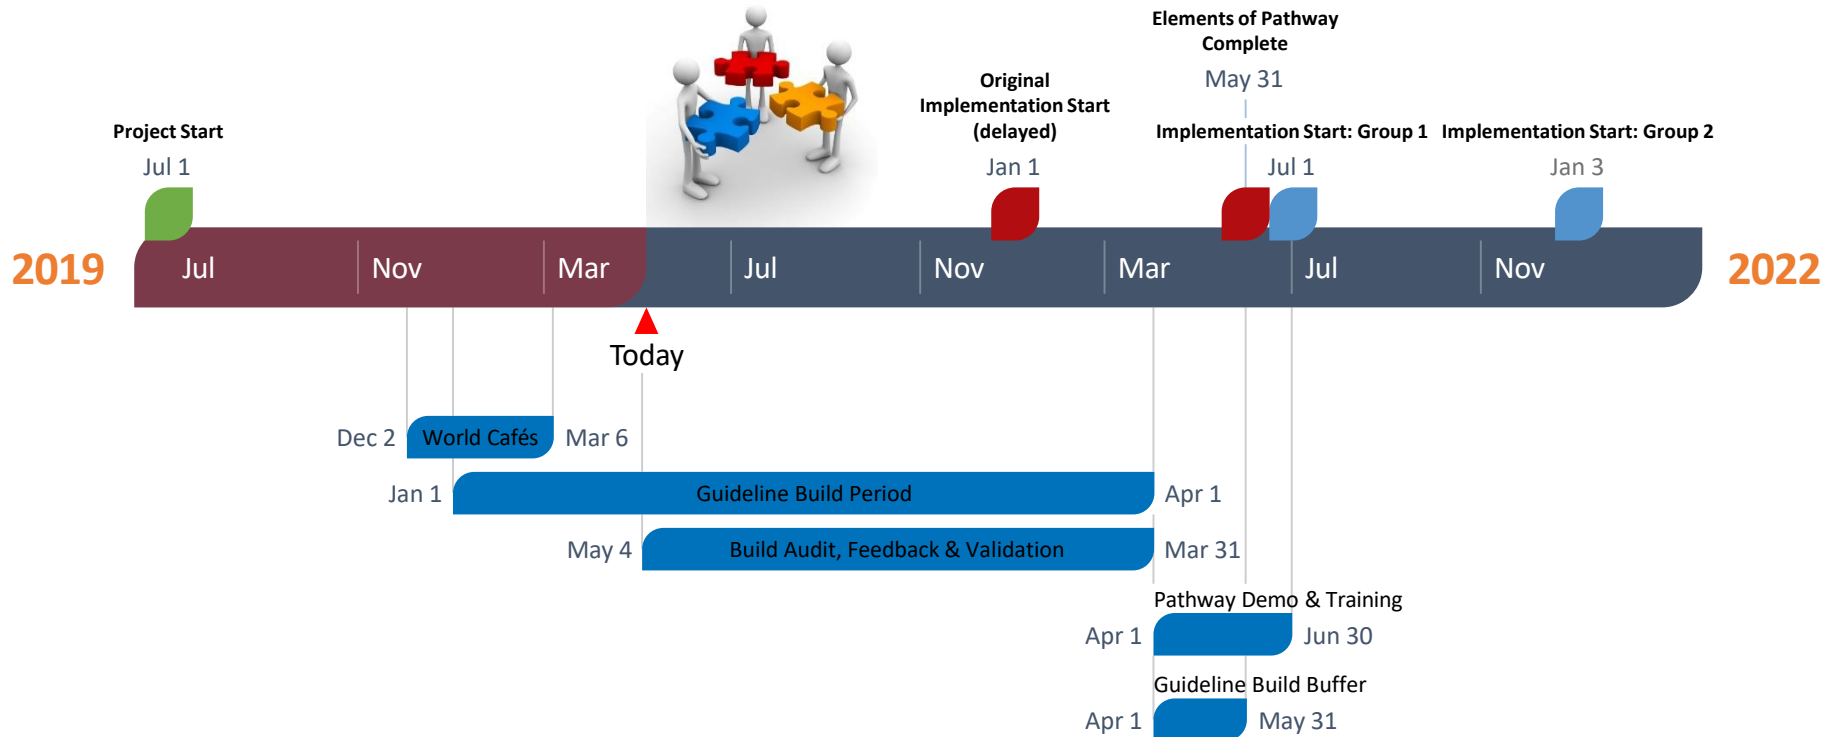 Elements of Pathway
Complete
May 31
Original
Implementation Start
(delayed)
Jan 1
Project Start
Jul 1
Implementation Start: Group 1
Jul 1
Implementation Start: Group 2
Jan 3
2019
Jul
Nov
Mar
Jul
Nov
Mar
Jul
Nov
2022
Today
Dec 2
World Cafés
Mar 6
Jan 1
Guideline Build Period
Apr 1
May 4
Build Audit, Feedback & Validation
Mar 31
Pathway Demo & Training
Apr 1
Jun 30
Guideline Build Buffer
Apr 1
May 31